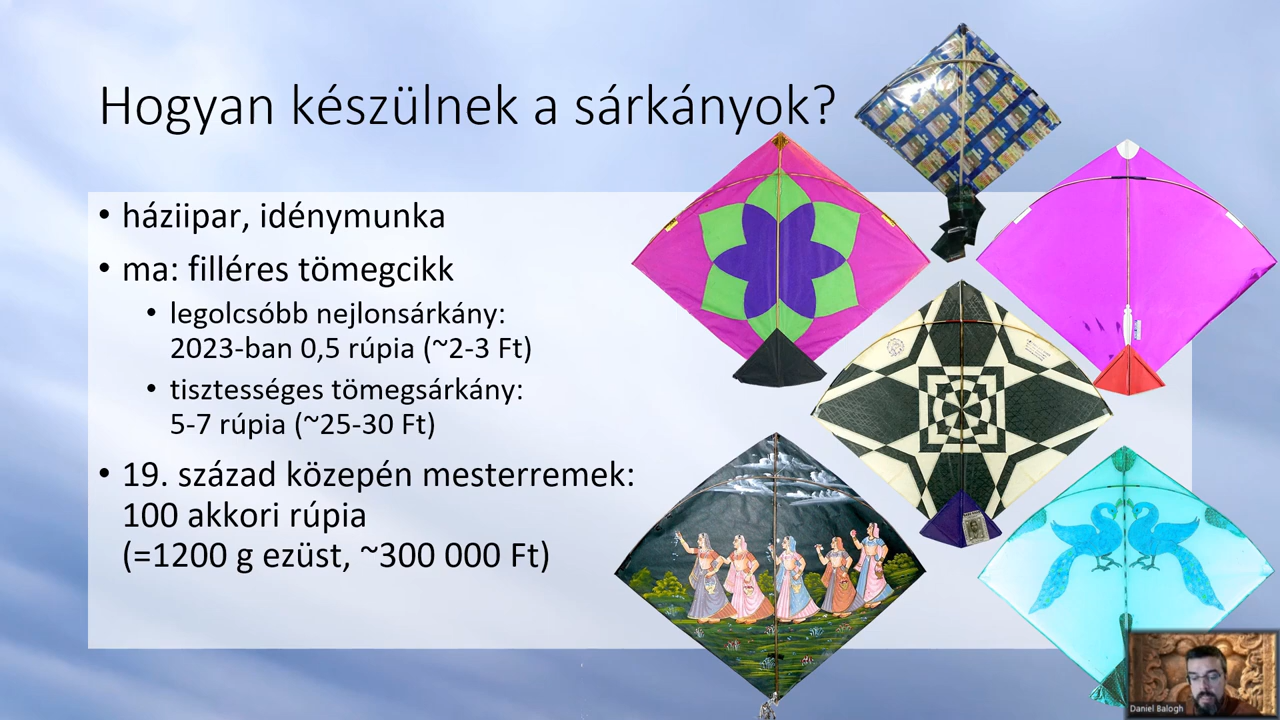 Hogyan készülnek a sárkányok?
• háziipar, idénymunka
• ma: filléres tömegcikk
• legolcsóbb nejlonsárkány:
2023-ban 0,5 rúpia (~2-3 Ft)
• tisztességes tömegsárkány:
5-7 rúpia (~25-30 Ft)
• 19. század közepén mesterremek:
100 akkori rúpia
(=1200 g ezüst, ~300 000 Ft)
Daniel Balogh